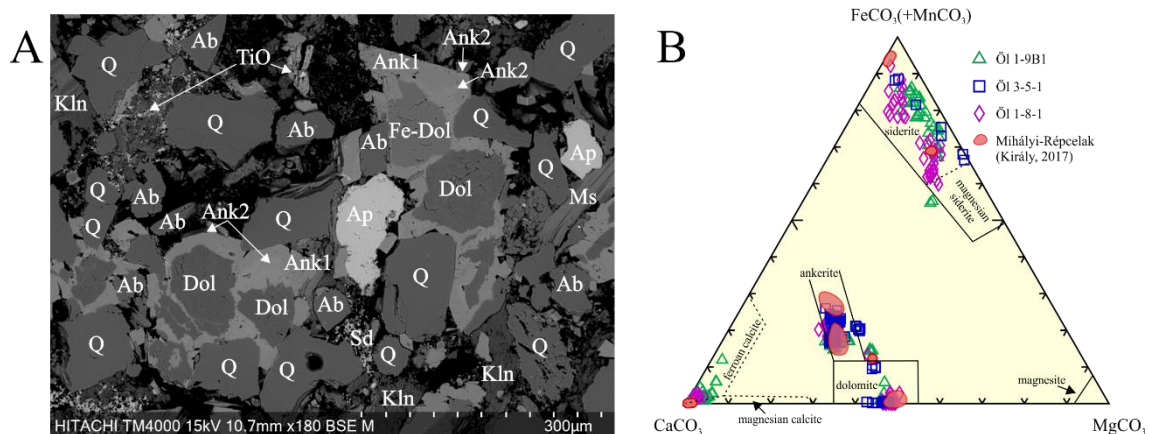 A
Q
Ab
TiO
Ank1
Ank2
Ank2
Q
Kln
Q
Ab
Fe-Dol
Q
Ab
Ap
Q
Ab
Q
Dol
Q
Ms
Q
Ab
Ank2
Ap
Ank1
Dol
Q
Ab
Dol
Ab
Ab
Q
Sd
Q
Q
Q
Q
Kln
Kln
HITACHI TM4000 15kV 10.7mm x180 BSE M 300µm
B
FeCO3(+MnCO3)
Öl 1-9B1
Öl 3-5-1
Öl 1-8-1
Mihályi-Répcelak
(Király, 2017)
siderite
magnesian
siderite
ankerite
ferroan calcite
dolomite
magnesite
magnesian calcite
CaCO3
MgCO3